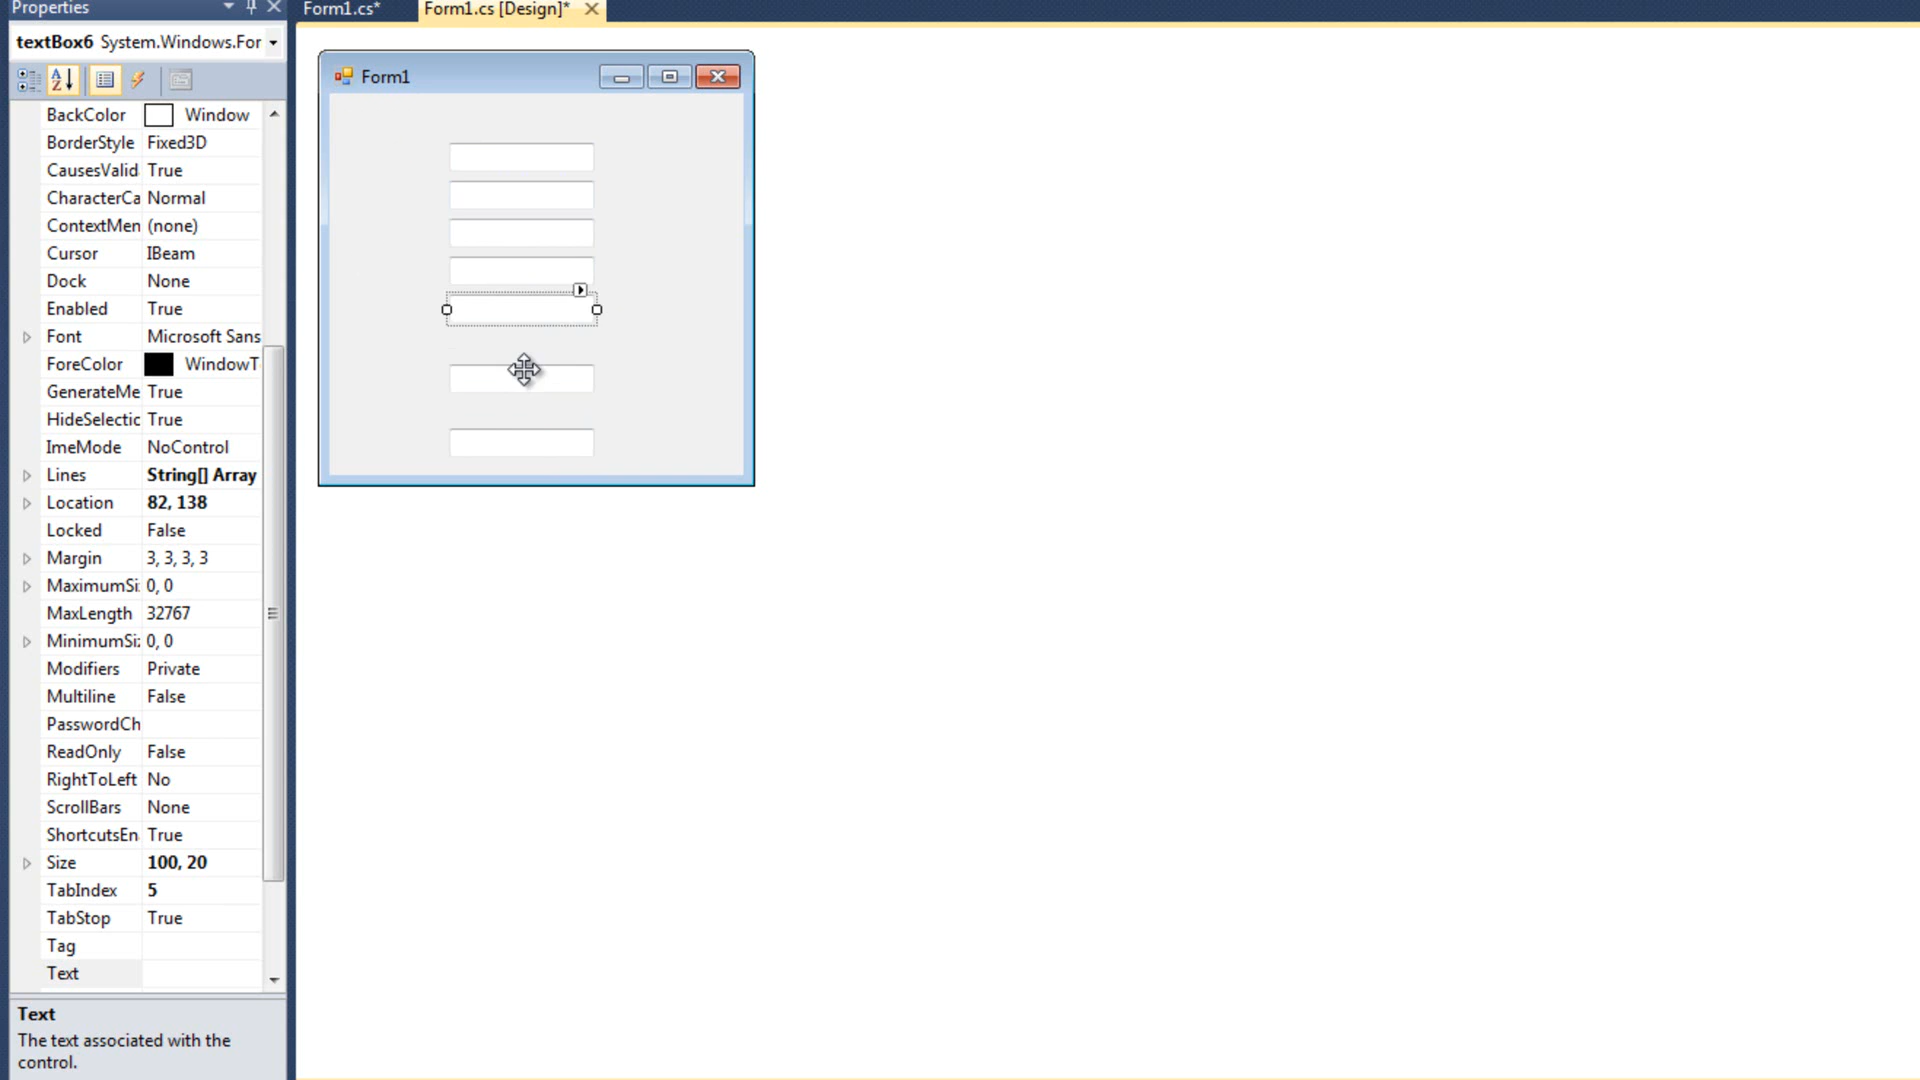 Properties
Form1.cs*
Form1.cs [Design]*
textBox6 System.Windows.For
Form1
BackColor Window
BorderStyle Fixed3D
CausesValid True
CharacterCa Normal
ContextMen (none)
Cursor IBeam
Dock None
Enabled True
Font Microsoft Sans
ForeColor WindowT
GenerateMe True
HideSelectic True
ImeMode NoControl
Lines String[] Array
Location 82, 138
Locked False
Margin 3, 3, 3, 3
MaximumSi: 0, 0
MaxLength 32767
MinimumSi: 0, 0
Modifiers Private
Multiline False
PasswordCh
ReadOnly False
RightToLeft No
ScrollBars None
ShortcutsEn True
Size 100, 20
TabIndex 5
TabStop True
Tag
Text
Text
The text associated with the
control.